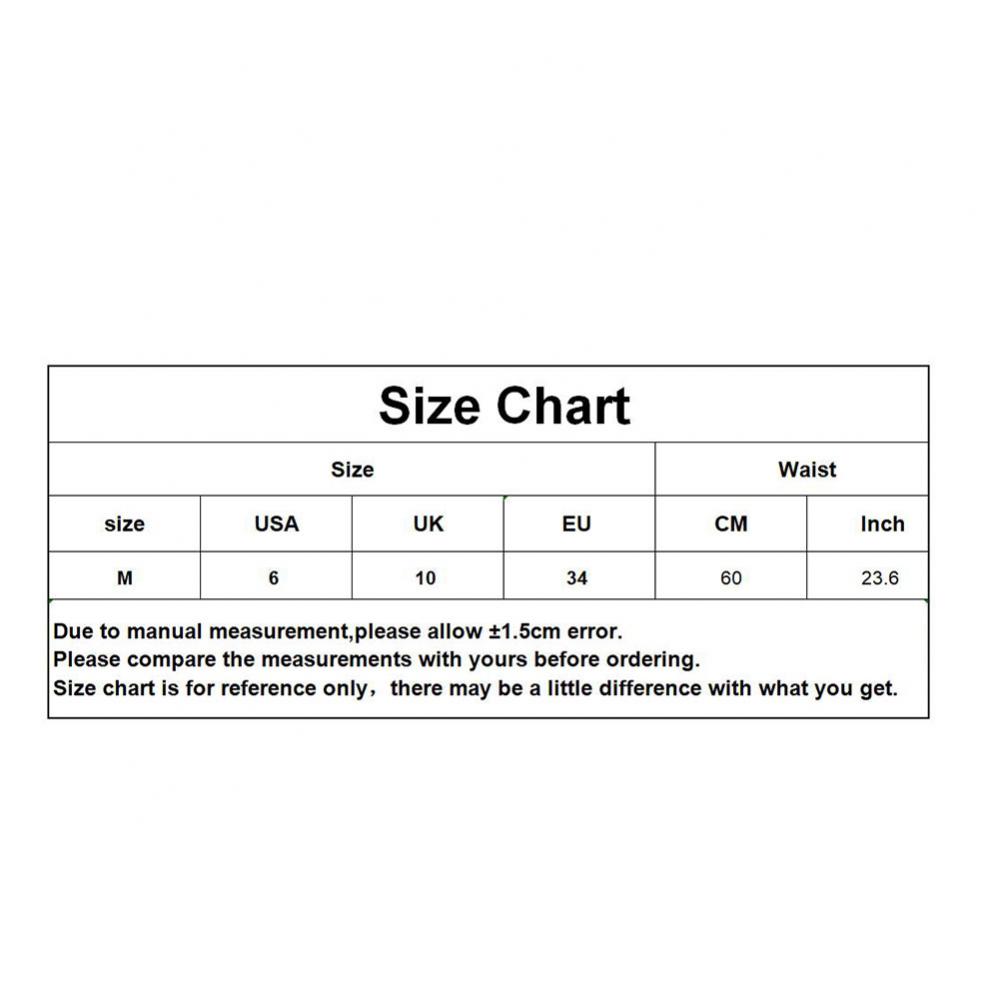 Size Chart
Size Waist
size USA UK EU CM Inch
M 6 10 34 60 23.6
Due to manual measurement,please allow ±1.5cm error.
Please compare the measurements with yours before ordering.
Size chart is for reference only，there may be a little difference with what you get.